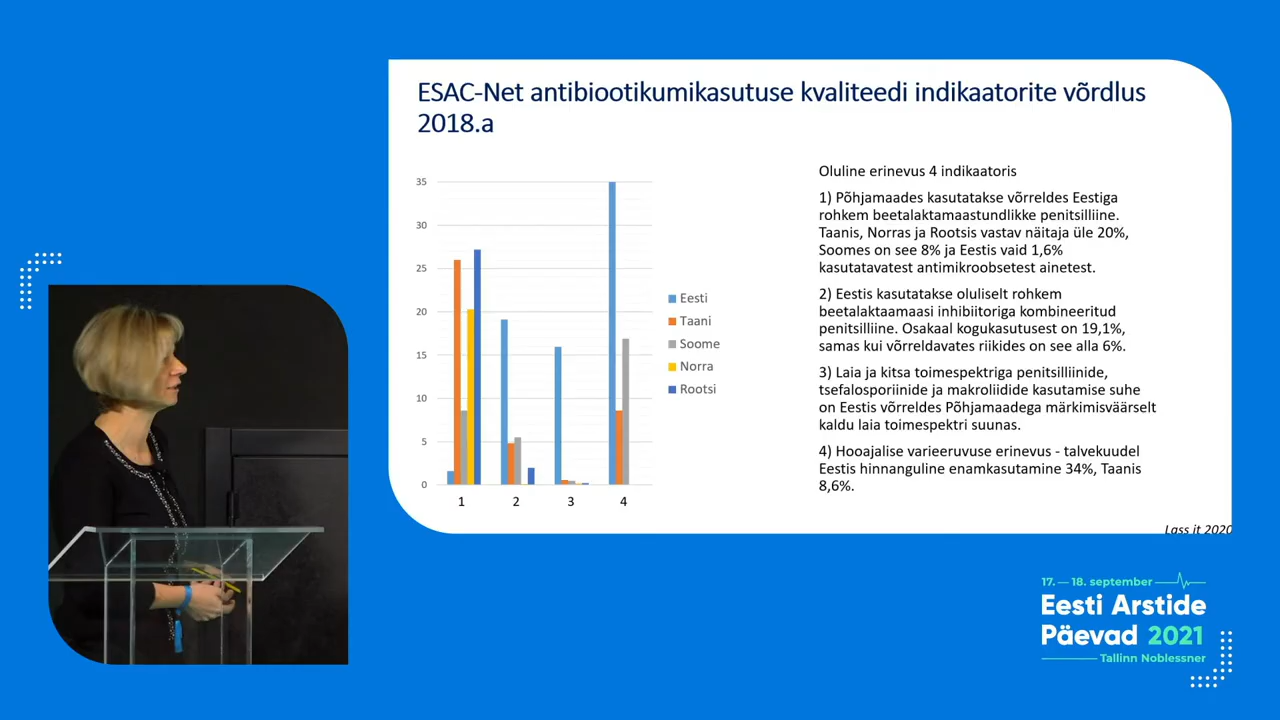 ESAC-Net antibiootikumikasutuse kvaliteedi indikaatorite võrdlus
2018.a
35
30
25
20
15
10
5
0
1
2
3
4
Eesti
Taani
Soome
Norra
Rootsi
Oluline erinevus 4 indikaatoris
1) Põhjamaades kasutatakse võrreldes Eestiga
rohkem beetalaktamaastundlikke penitsilliine.
Taanis, Norras ja Rootsis vastav näitaja üle 20%,
Soomes on see 8% ja Eestis vaid 1,6%
kasutatavatest antimikroobsetest ainetest.
2) Eestis kasutatakse oluliselt rohkem
beetalaktaamaasi inhibiitoriga kombineeritud
penitsilliine. Osakaal kogukasutusest on 19,1%,
samas kui võrreldavates riikides on see alla 6%.
3) Laia ja kitsa toimespektriga penitsilliinide,
tsefalosporiinide ja makroliidide kasutamise suhe
on Eestis võrreldes Põhjamaadega märkimisväärselt
kaldu laia toimespektri suunas.
4) Hooajalise varieeruvuse erinevus - talvekuudel
Eestis hinnanguline enamkasutamine 34%, Taanis
8,6%.
Lass it 2020
17. — 18. september
Eesti Arstide
Päevad 2021
Tallinn Noblessner